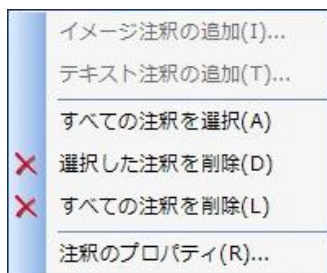 イメージ注釈の追加(I)...
テキスト注釈の追加(T)...
すべての注釈を選択(A)
選択した注釈を削除(D)
すべての注釈を削除(L)
注釈のプロパティ(R)...